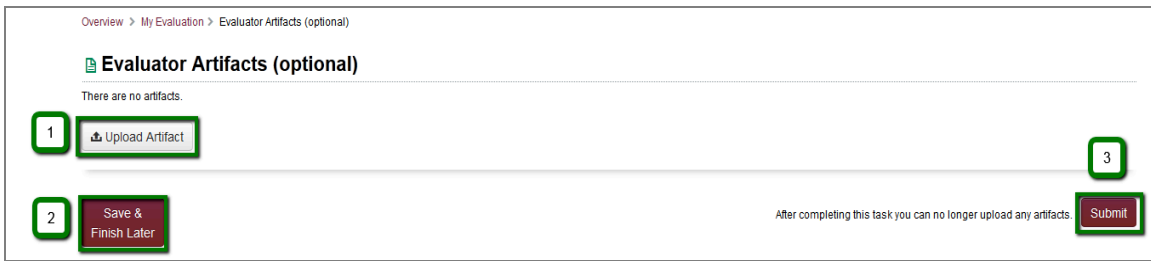 Overview > My Evaluation > Evaluator Artifacts (optional)
Evaluator Artifacts (optional)
There are no artifacts.
1
Upload Artifact
3
2
Save &
Finish Later
After completing this task you can no longer upload any artifacts.
Submit